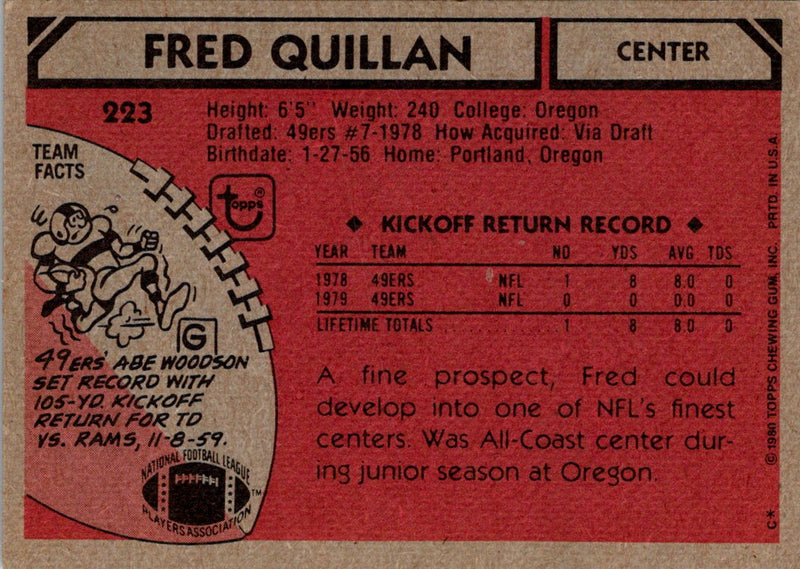 FRED QUILLAN
CENTER
223
Height: 6'5" Weight: 240 College: Oregon
Drafted: 49ers #7-1978 How Acquired: Via Draft
Birthdate: 1-27-56 Home: Portland, Oregon
TEAM
FACTS
topps®
KICKOFF RETURN RECORD
YEAR TEAM NO YDS AVG TDS
1978 49ERS NFL 1 8 8.0 0
1979 49ERS NFL 0 0 0.0 0
LIFETIME TOTALS 1 8 8.0 0
G
49ERS' ABE WOODSON
SET RECORD WITH
105-YD. KICKOFF
RETURN FOR TD
VS. RAMS, 11-8-59.
A fine prospect, Fred could
develop into one of NFL's finest
centers. Was All-Coast center dur-
ing junior season at Oregon.
NATIONAL FOOTBALL LEAGUE
PLAYERS ASSOCIATION™
C* © 1980 TOPPS CHEWING GUM, INC. PRTD. IN U.S.A.